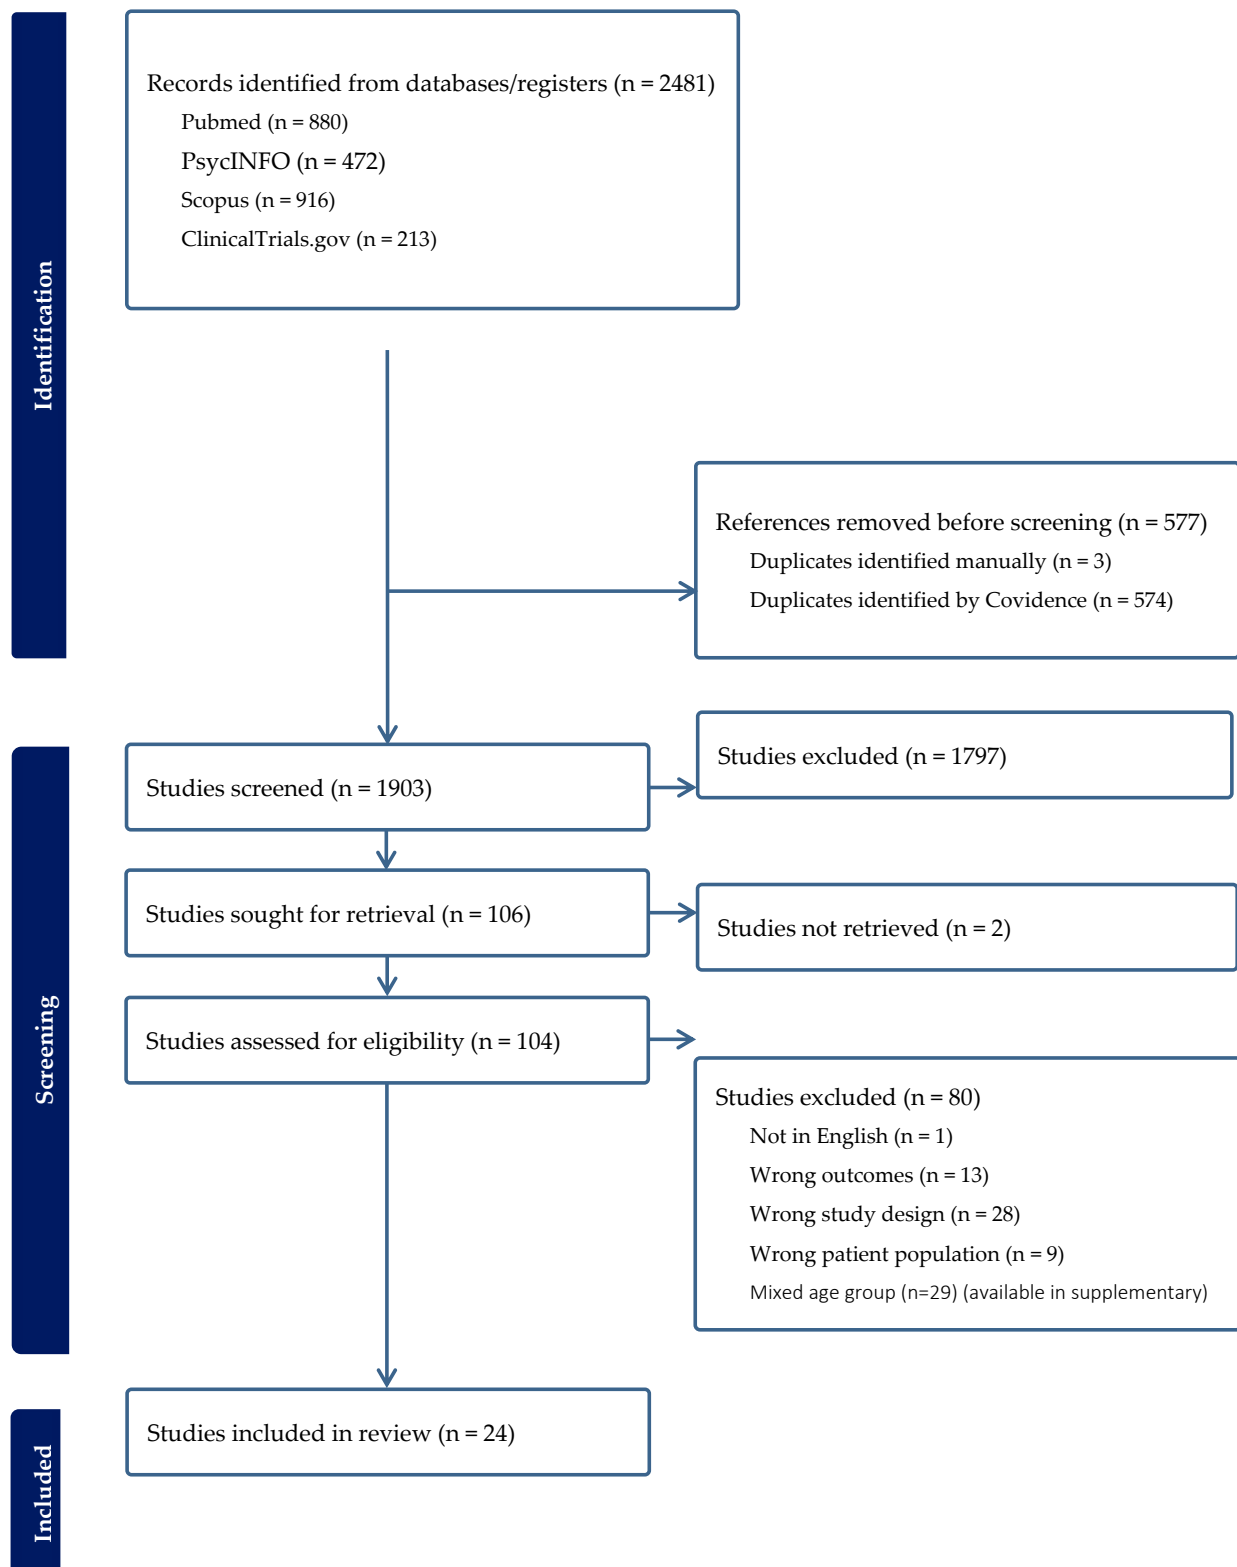 Identification
Records identified from databases/registers (n = 2481)
Pubmed (n = 880)
PsycINFO (n = 472)
Scopus (n = 916)
ClinicalTrials.gov (n = 213)
References removed before screening (n = 577)
Duplicates identified manually (n = 3)
Duplicates identified by Covidence (n = 574)
Screening
Studies screened (n = 1903)
Studies excluded (n = 1797)
Studies sought for retrieval (n = 106)
Studies not retrieved (n = 2)
Studies assessed for eligibility (n = 104)
Studies excluded (n = 80)
Not in English (n = 1)
Wrong outcomes (n = 13)
Wrong study design (n = 28)
Wrong patient population (n = 9)
Mixed age group (n=29) (available in supplementary)
Included
Studies included in review (n = 24)